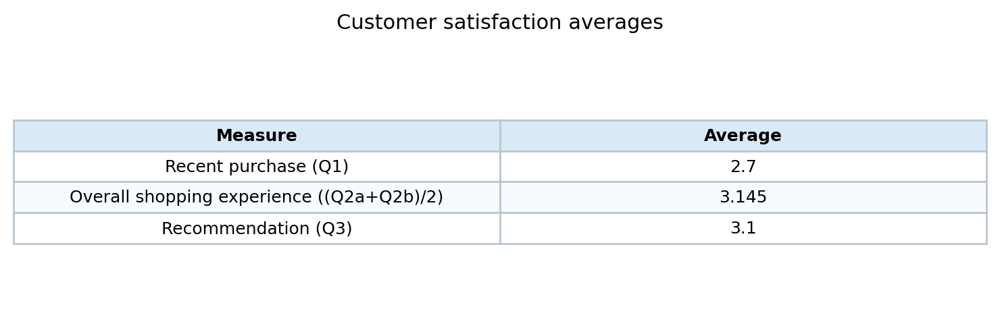 Customer satisfaction averages
Measure Average
Recent purchase (Q1) 2.7
Overall shopping experience ((Q2a+Q2b)/2) 3.145
Recommendation (Q3) 3.1